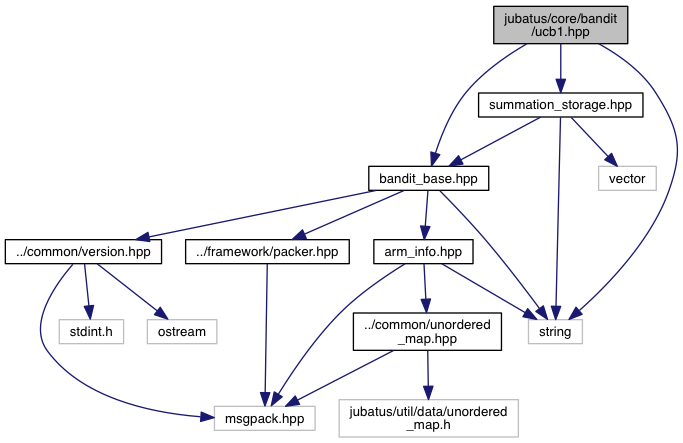 jubatus/core/bandit
/ucb1.hpp
summation_storage.hpp
bandit_base.hpp
vector
../common/version.hpp
../framework/packer.hpp
arm_info.hpp
stdint.h
ostream
../common/unordered
_map.hpp
string
msgpack.hpp
jubatus/util/data/unordered
_map.h